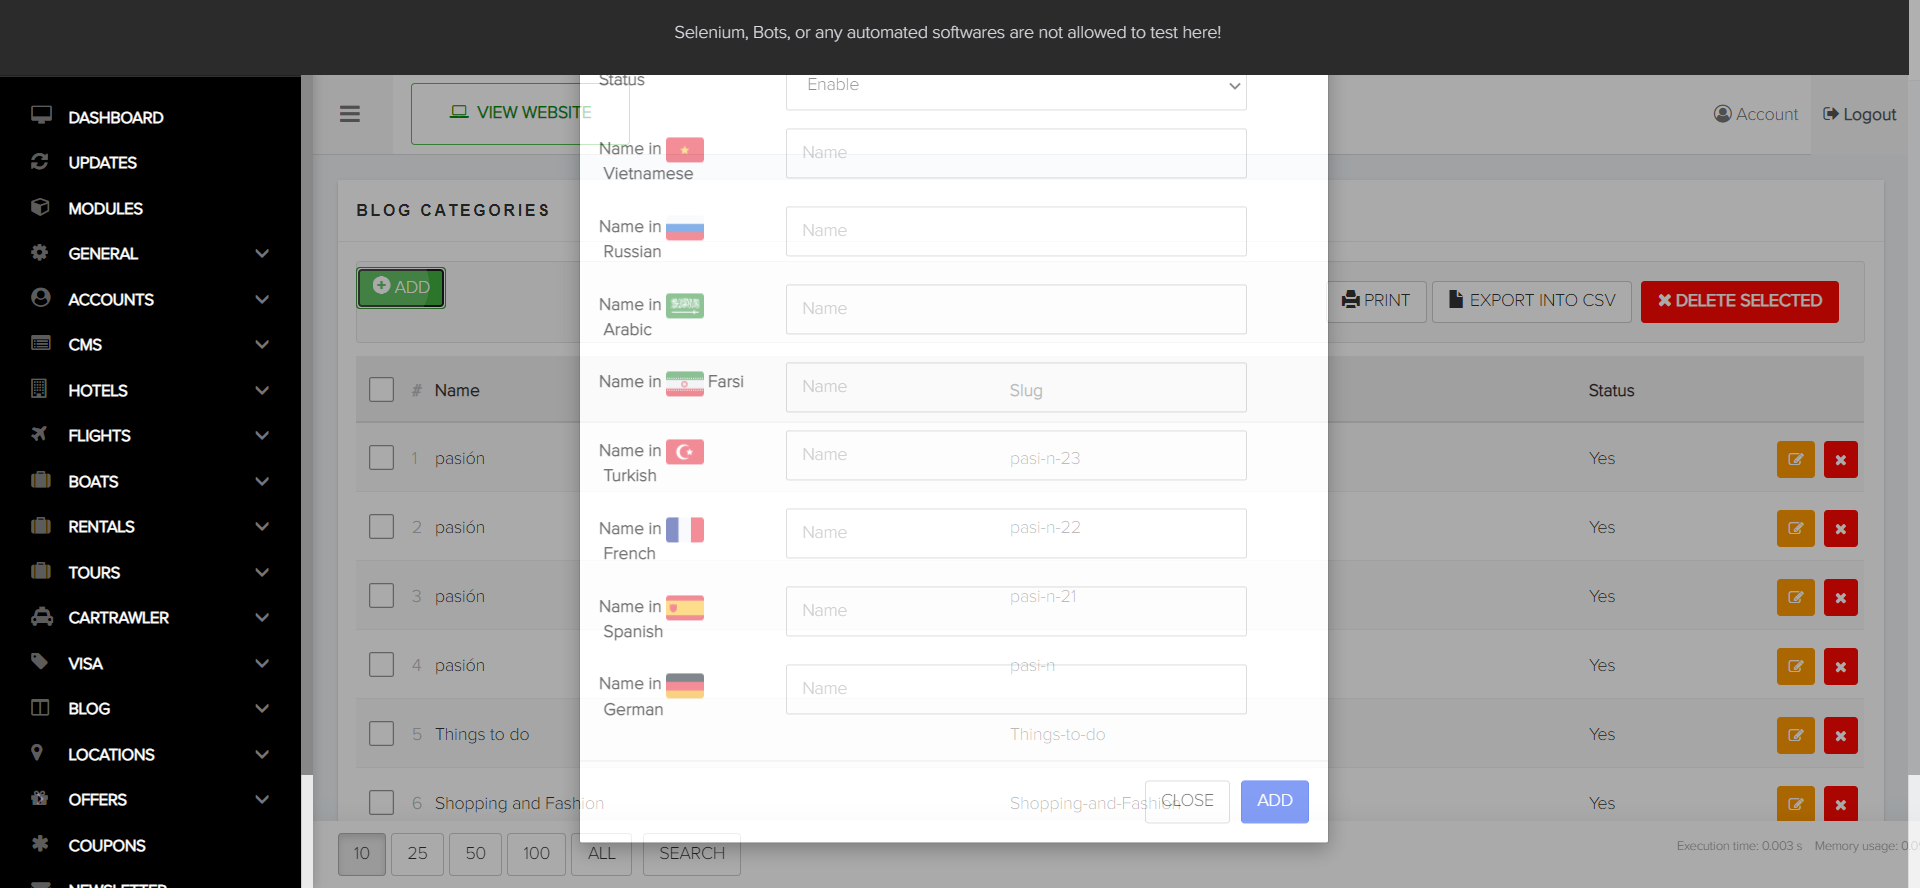 Selenium, Bots, or any automated softwares are not allowed to test here!
DASHBOARD
UPDATES
MODULES
GENERAL
ACCOUNTS
CMS
HOTELS
FLIGHTS
BOATS
RENTALS
TOURS
CARTRAWLER
VISA
BLOG
LOCATIONS
OFFERS
COUPONS
NEWSLETTER
VIEW WEBSITE
Account
Logout
BLOG CATEGORIES
ADD
PRINT
EXPORT INTO CSV
DELETE SELECTED
# Name Slug Status
1 pasión pasi-n-23 Yes
2 pasión pasi-n-22 Yes
3 pasión pasi-n-21 Yes
4 pasión pasi-n Yes
5 Things to do Things-to-do Yes
6 Shopping and Fashion Shopping-and-Fashion Yes
Status Enable
Name in
Vietnamese
Name
Name in
Russian
Name
Name in
Arabic
Name
Name in Farsi
Name
Name in
Turkish
Name
Name in
French
Name
Name in
Spanish
Name
Name in
German
Name
CLOSE ADD
10 25 50 100 ALL SEARCH
Execution time: 0.003 s Memory usage: